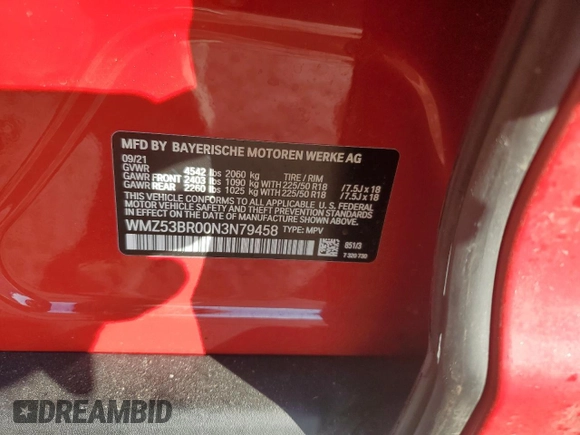 MFD BY BAYERISCHE MOTOREN WERKE AG
09/21
GVWR 4542 lbs 2060 kg TIRE / RIM
GAWR FRONT 2403 lbs 1090 kg WITH 225/50 R18 /7.5J x 18
GAWR REAR 2260 lbs 1025 kg WITH 225/50 R18 /7.5J x 18
THIS VEHICLE CONFORMS TO ALL APPLICABLE U.S. FEDERAL
MOTOR VEHICLE SAFETY AND THEFT PREVENTION STANDARDS
IN EFFECT ON THE DATE OF MANUFACTURE SHOWN ABOVE.
WMZ53BR00N3N79458 TYPE: MPV
851/3
7 320 730
DREAMBID